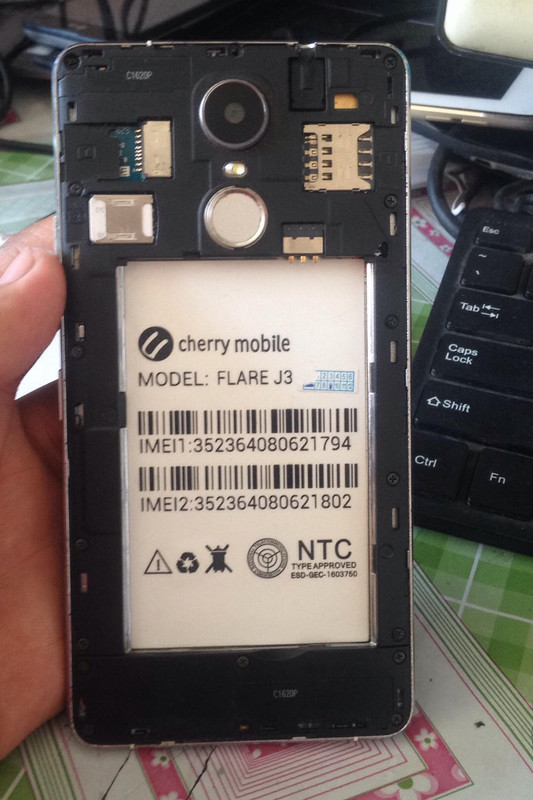 C1620P
cherry mobile
MODEL: FLARE J3
IMEI1:352364080621794
IMEI2:352364080621802
NTC
TYPE APPROVED
ESD-GEC-1603750
C1620P
Esc
~
Tab
Caps
Lock
Shift
Ctrl
Fn